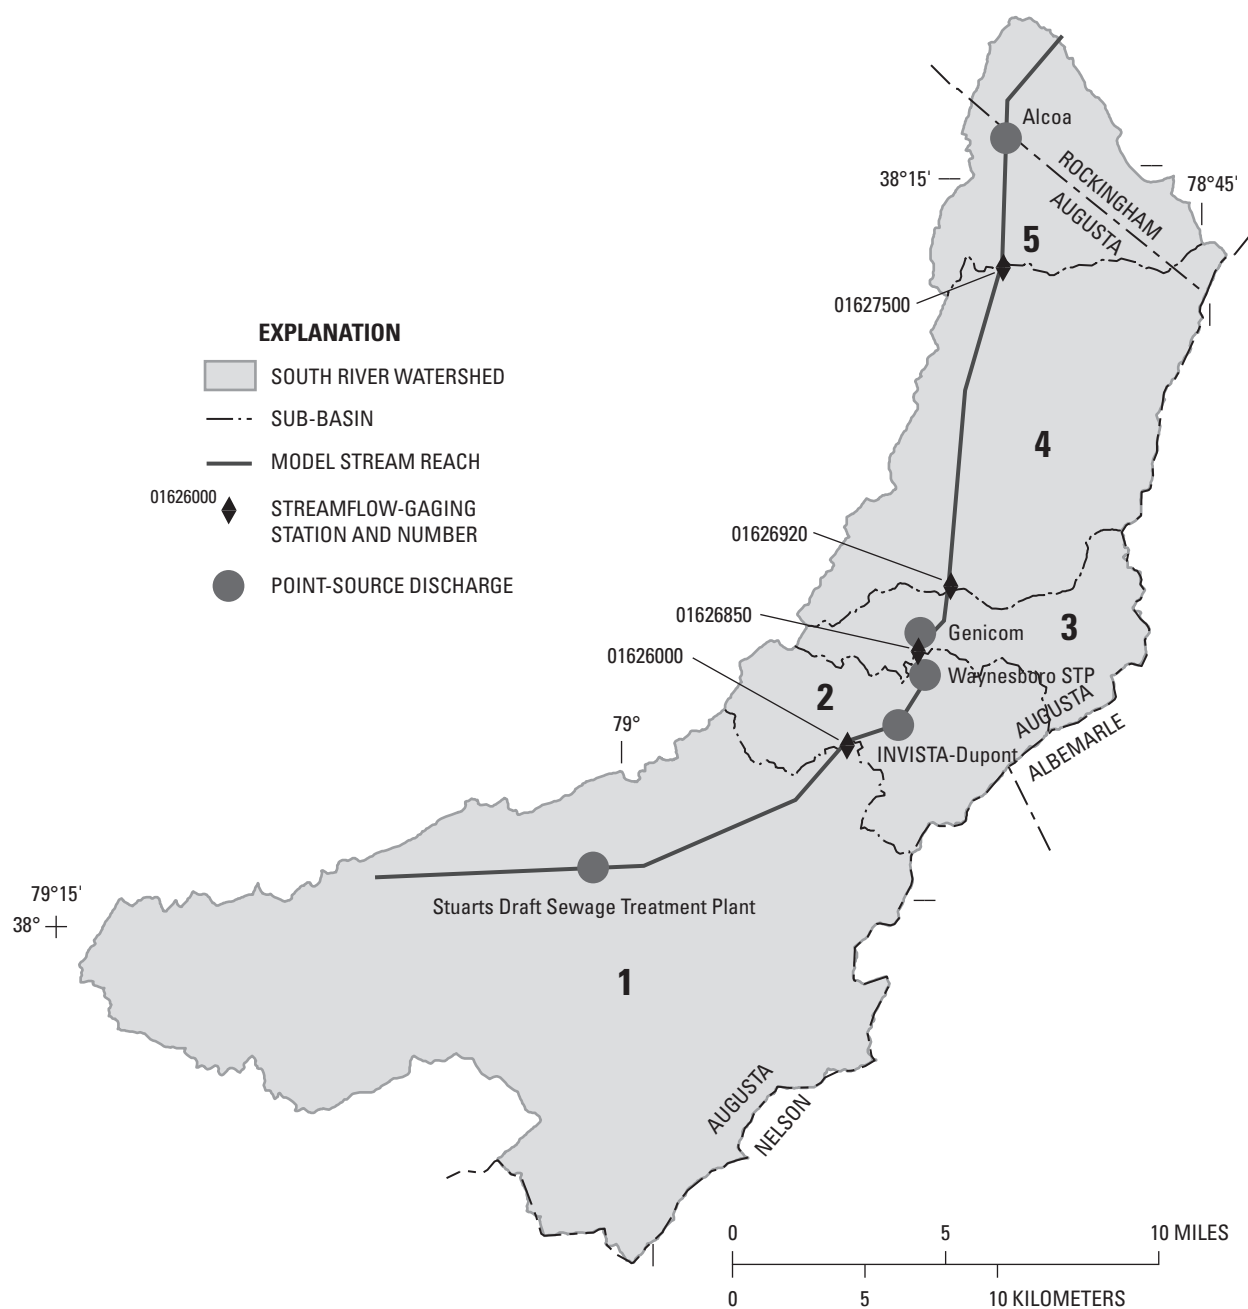 Alcoa
38°15'
ROCKINGHAM
78°45'
AUGUSTA
5
01627500
EXPLANATION
SOUTH RIVER WATERSHED
SUB-BASIN
MODEL STREAM REACH
01626000
STREAMFLOW-GAGING
STATION AND NUMBER
POINT-SOURCE DISCHARGE
4
01626920
01626850
Genicom
3
01626000
Waynesboro STP
2
AUGUSTA
79°
ALBEMARLE
INVISTA-Dupont
79°15'
38°
Stuarts Draft Sewage Treatment Plant
1
AUGUSTA
NELSON
0 5 10 MILES
0 5 10 KILOMETERS